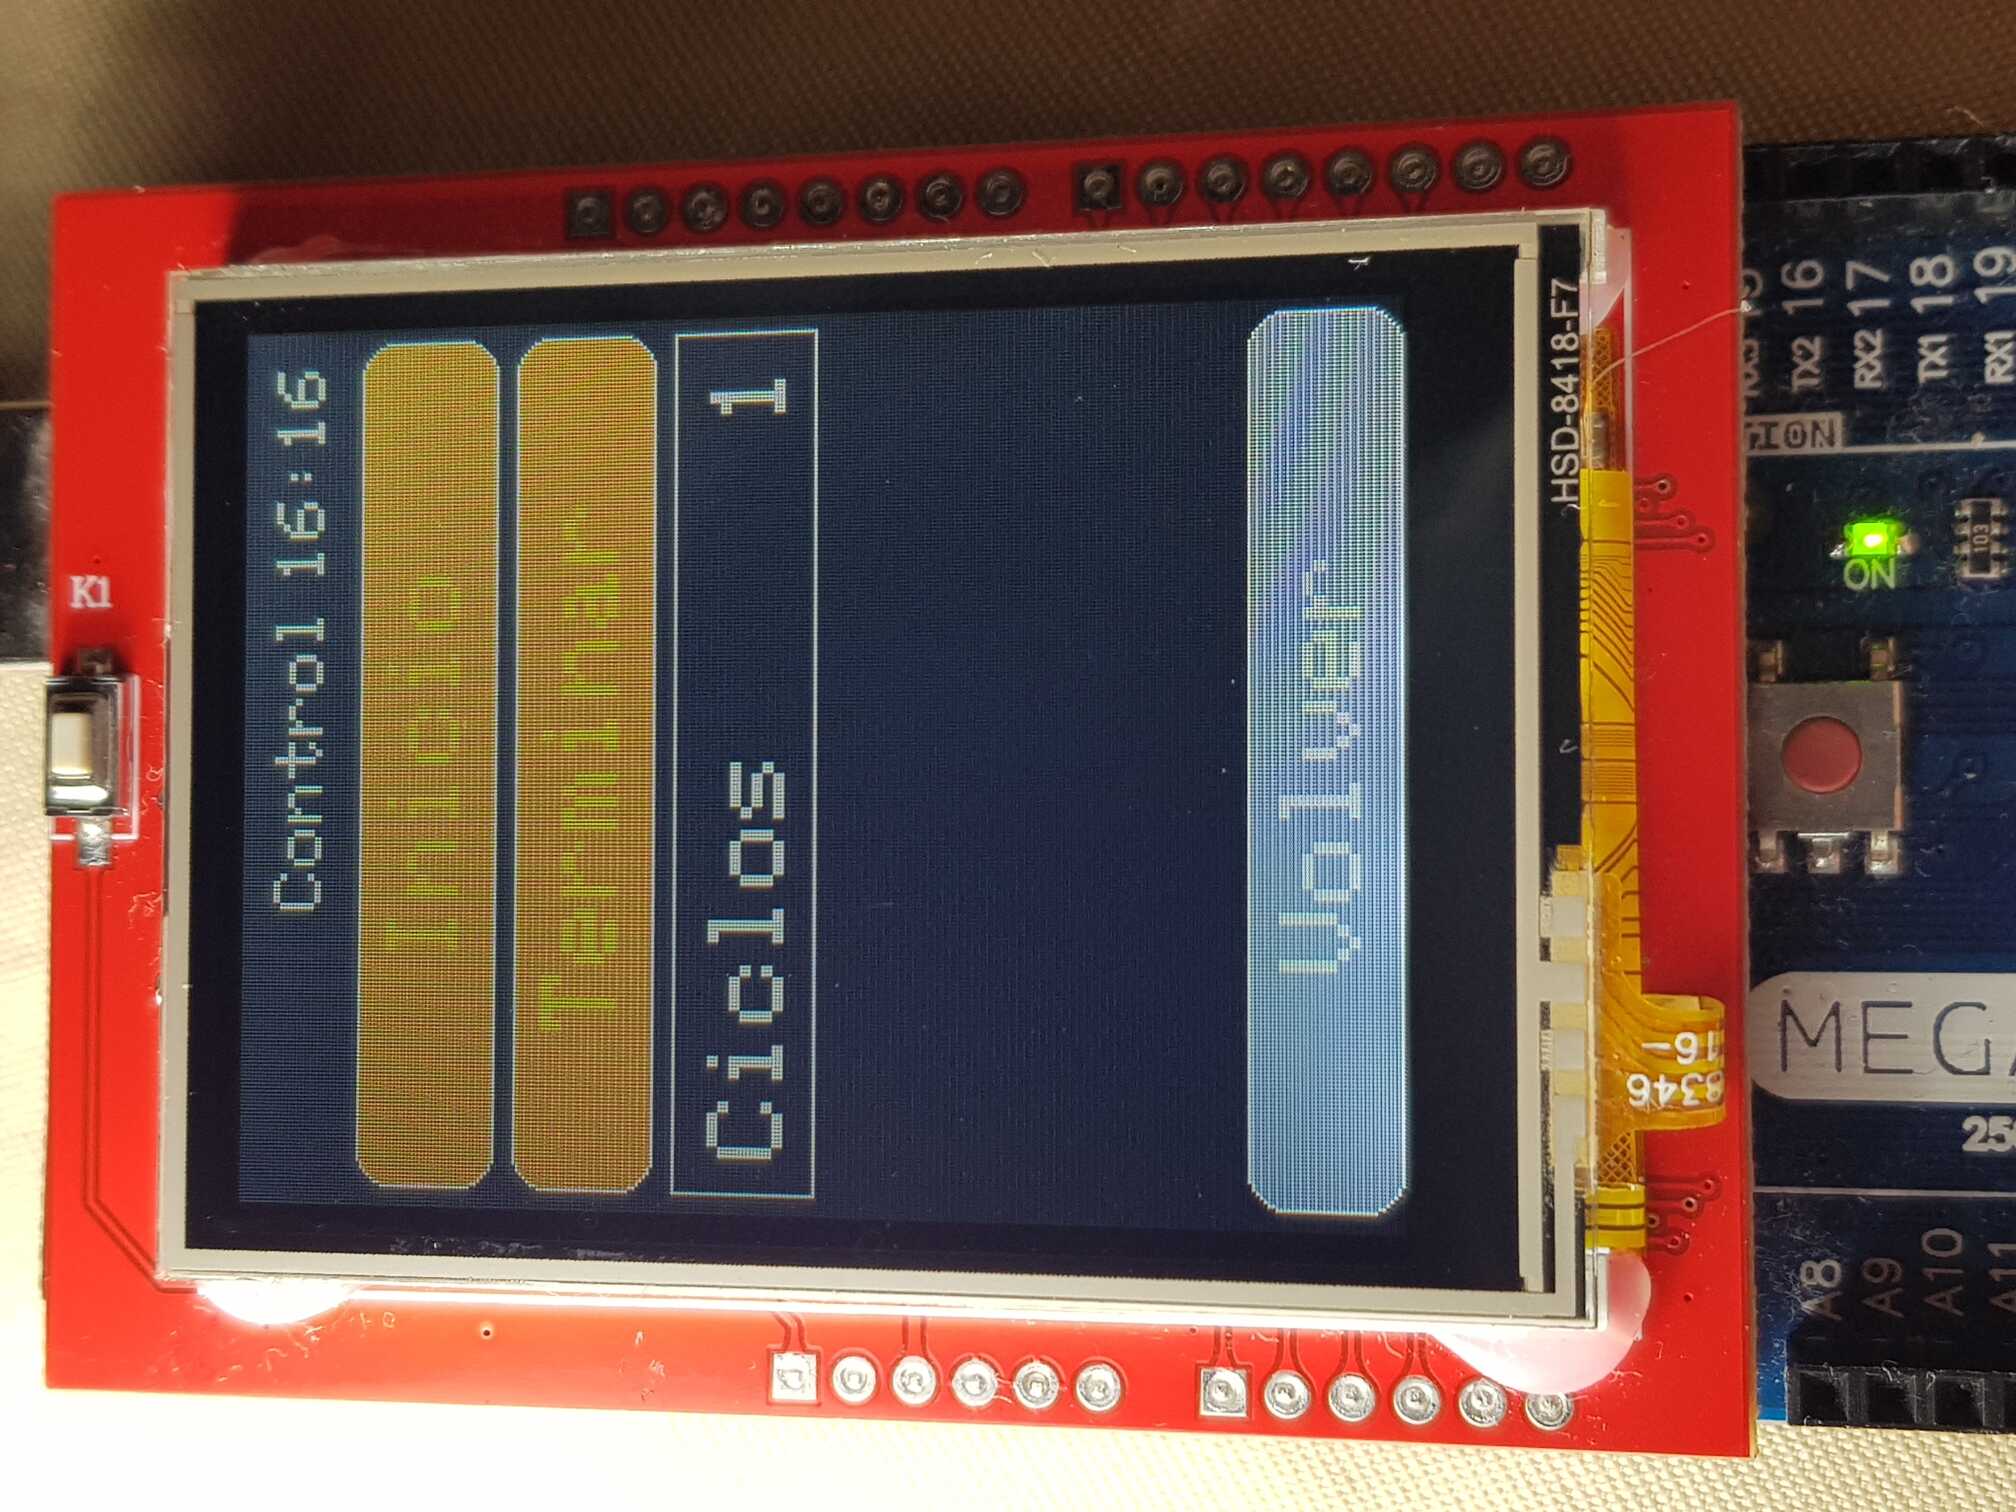 K1
Control 16:16
Inicio
Terminar
Ciclos 1
Volver
HSD-8418-F7
8346
16-
A8
A9
A10
A11
MEGA
ON
TX2 16
RX2 17
TX1 18
RX1 19
103